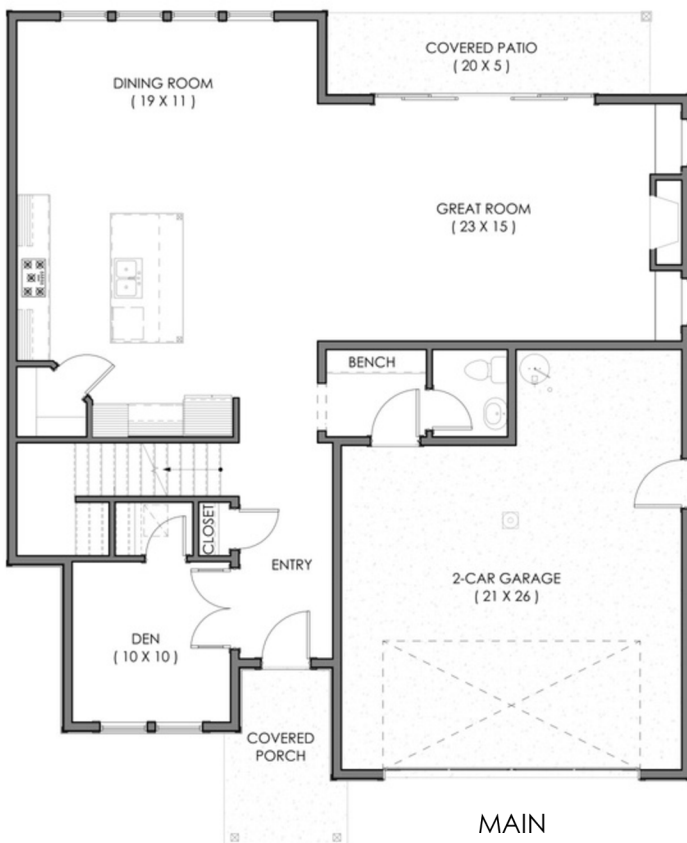 COVERED PATIO
( 20 X 5 )
DINING ROOM
( 19 X 11 )
GREAT ROOM
( 23 X 15 )
BENCH
CLOSET
ENTRY
2-CAR GARAGE
( 21 X 26 )
DEN
( 10 X 10 )
COVERED
PORCH
MAIN